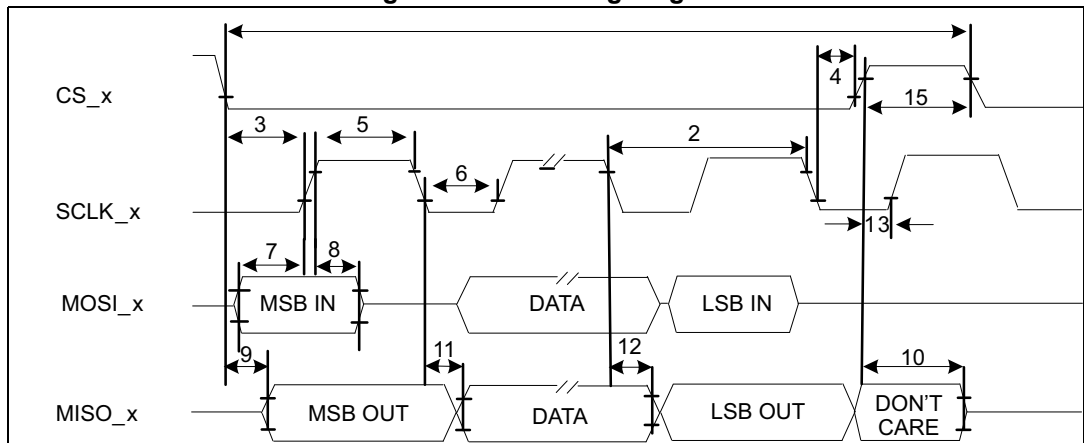 CS_x
4
15
3
5
2
6
SCLK_x
13
7
8
MOSI_x
MSB IN
DATA
LSB IN
9
11
12
10
MISO_x
MSB OUT
DATA
LSB OUT
DON'T
CARE